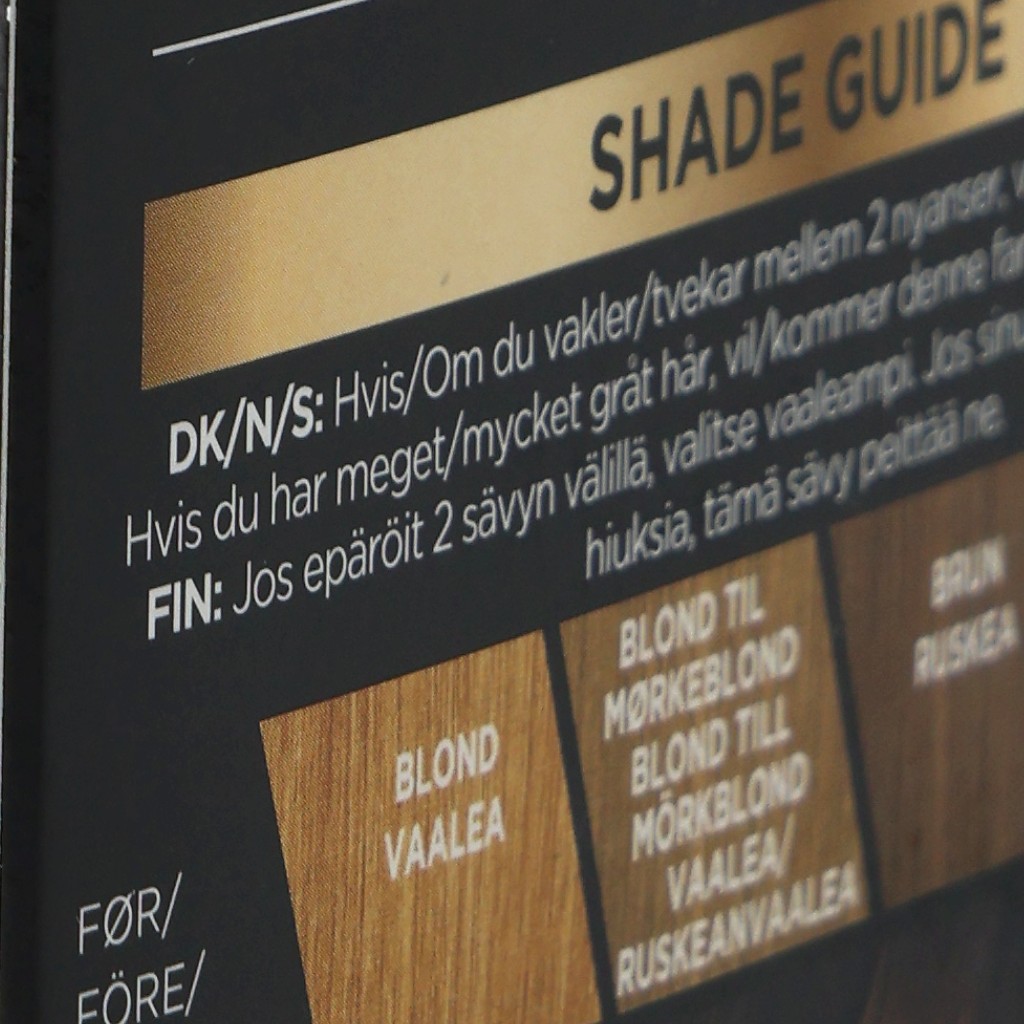 SHADE GUIDE
DK/N/S: Hvis/Om du vakler/tvekar mellem 2 nyanser,
Hvis du har meget/mycket gråt hår, vil/kommer denne
FIN: Jos epäröit 2 sävyn välillä, valitse vaaleampi. Jos
hiuksia, tämä sävy peittää ne.
BLOND
VAALEA
BLOND TIL
MØRKEBLOND
BLOND TILL
MÖRKBLOND
VAALEA/
RUSKEANVAALEA
BRUN
RUSKEA
FØR/
FÖRE/